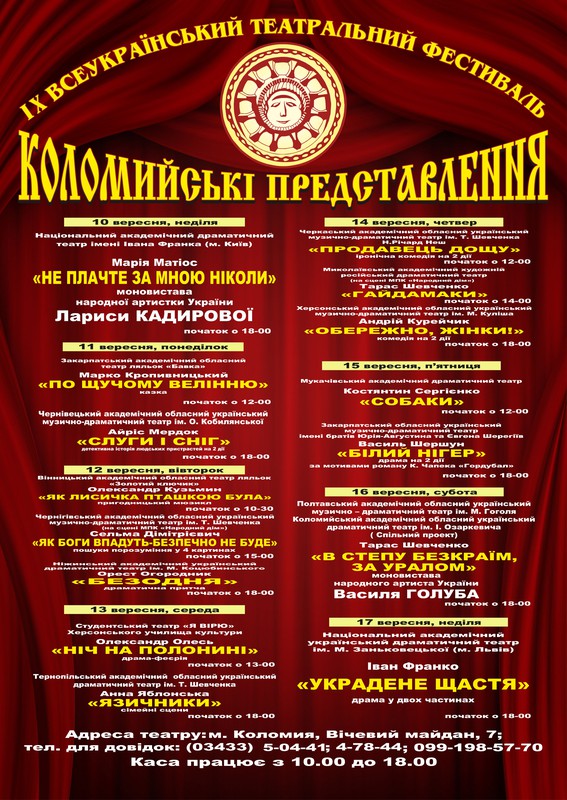 ІХ ВСЕУКРАЇНСЬКИЙ ТЕАТРАЛЬНИЙ ФЕСТИВАЛЬ
КОЛОМИЙСЬКІ ПРЕДСТАВЛЕННЯ
10 вересня, неділя
Національний академічний драматичний
театр імені Івана Франка (м. Київ)
Марія Матіос
«НЕ ПЛАЧТЕ ЗА МНОЮ НІКОЛИ»
моновистава
народної артистки України
Лариси КАДИРОВОЇ
початок о 18-00
11 вересня, понеділок
Закарпатський академічний обласний
театр ляльок «Бавка»
Марко Кропивницький
«ПО ЩУЧОМУ ВЕЛІННЮ»
казка
початок о 12-00
Чернівецький академічний обласний український
музично-драматичний театр ім. О. Кобилянської
Айріс Мердок
«СЛУГИ І СНІГ»
детективна історія людських пристрастей на 2 дії
початок о 18-00
12 вересня, вівторок
Вінницький академічний обласний театр ляльок
«Золотий ключик»
Олександр Кузьмин
«ЯК ЛИСИЧКА ПТАШКОЮ БУЛА»
пригодницький мюзикл
початок о 10-30
Чернігівський академічний обласний український
музично-драматичний театр ім. Т. Шевченка
(на сцені МПК «Народний дім»)
Сельма Дімітрієвич
«ЯК БОГИ ВПАДУТЬ-БЕЗПЕЧНО НЕ БУДЕ»
пошуки порозуміння у 4 картинах
початок о 15-00
Ніжинський академічний український
драматичний театр ім. М. Коцюбинського
Орест Огородник
«БЕЗОДНЯ»
драматична притча
початок о 18-00
13 вересня, середа
Студентський театр «Я ВІРЮ»
Херсонського училища культури
Олександр Олесь
«НІЧ НА ПОЛОНИНІ»
драма-феєрія
початок о 13-00
Тернопільський академічний обласний український
драматичний театр ім. Т. Шевченка
Анна Яблонська
«ЯЗИЧНИКИ»
сімейні сцени
початок о 18-00
14 вересня, четвер
Черкаський академічний обласний український
музично-драматичний театр ім. Т. Шевченка
Н.Річард Неш
«ПРОДАВЕЦЬ ДОЩУ»
іронічна комедія на 2 дії
початок о 12-00
Миколаївський академічний художній
російський драматичний театр
(на сцені МПК «Народний дім»)
Тарас Шевченко
«ГАЙДАМАКИ»
початок о 14-00
Херсонський академічний обласний український
музично-драматичний театр ім. М. Куліша
Андрій Курейчик
«ОБЕРЕЖНО, ЖІНКИ!»
комедія на 2 дії
початок о 18-00
15 вересня, п'ятниця
Мукачівський академічний драматичний театр
Костянтин Сергієнко
«СОБАКИ»
початок о 12-00
Закарпатський академічний обласний український
музично-драматичний театр
імені братів Юрія-Августина та Євгена Шерегіїв
Василь Шершун
«БІЛИЙ НІГЕР»
драма на 2 дії
за мотивами роману К. Чапека «Гордубал»
початок о 18-00
16 вересня, субота
Полтавський академічний обласний український
музично – драматичний театр ім. М. Гоголя
Коломийський академічний обласний український
драматичний театр ім. І. Озаркевича
( Спільний проект)
Тарас Шевченко
«В СТЕПУ БЕЗКРАЇМ,
ЗА УРАЛОМ»
моновистава
народного артиста України
Василя ГОЛУБА
початок о 18-00
17 вересня, неділя
Національний академічний
український драматичний театр
ім. М. Заньковецької (м. Львів)
Іван Франко
«УКРАДЕНЕ ЩАСТЯ»
драма у двох частинах
початок о 18-00
Адреса театру:м. Коломия, Вічевий майдан, 7;
тел. для довідок: (03433) 5-04-41; 4-78-44; 099-198-57-70
Каса працює з 10.00 до 18.00